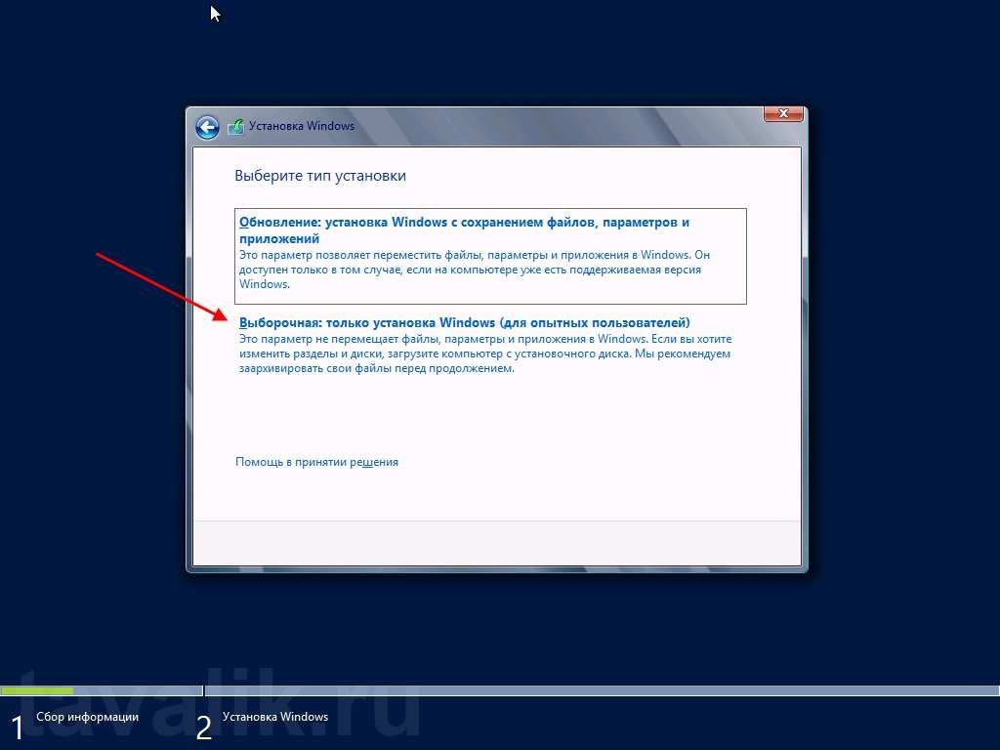 Установка Windows
Выберите тип установки
Обновление: установка Windows с сохранением файлов, параметров и
приложений
Это параметр позволяет переместить файлы, параметры и приложения в Windows. Он
доступен только в том случае, если на компьютере уже есть поддерживаемая версия
Windows.
Выборочная: только установка Windows (для опытных пользователей)
Это параметр не перемещает файлы, параметры и приложения в Windows. Если вы хотите
изменить разделы и диски, загрузите компьютер с установочного диска. Мы рекомендуем
заархивировать свои файлы перед продолжением.
Помощь в принятии решения
tavalik.ru
1 Сбор информации
2 Установка Windows